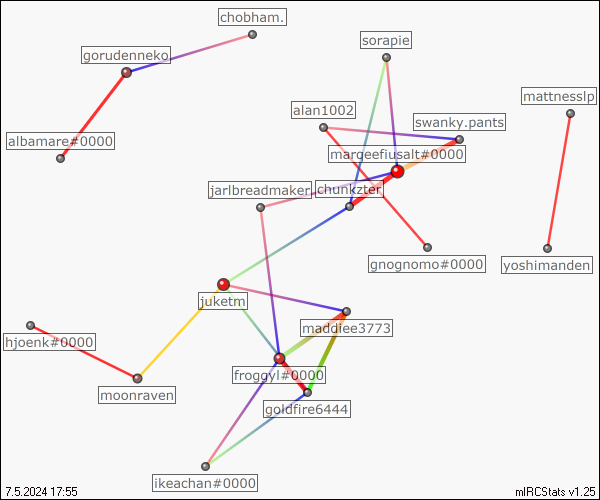 chobham.
sorapie
gorudenneko
mattnesslp
alan1002
swanky.pants
albamare#0000
margeefiusalt#0000
jarlbreadmaker
chunkzter
gnognomo#0000
yoshimanden
juketm
maddiee3773
hjoenk#0000
froggyl#0000
moonraven
goldfire6444
ikeachan#0000
7.5.2024 17:55
mIRCStats v1.25